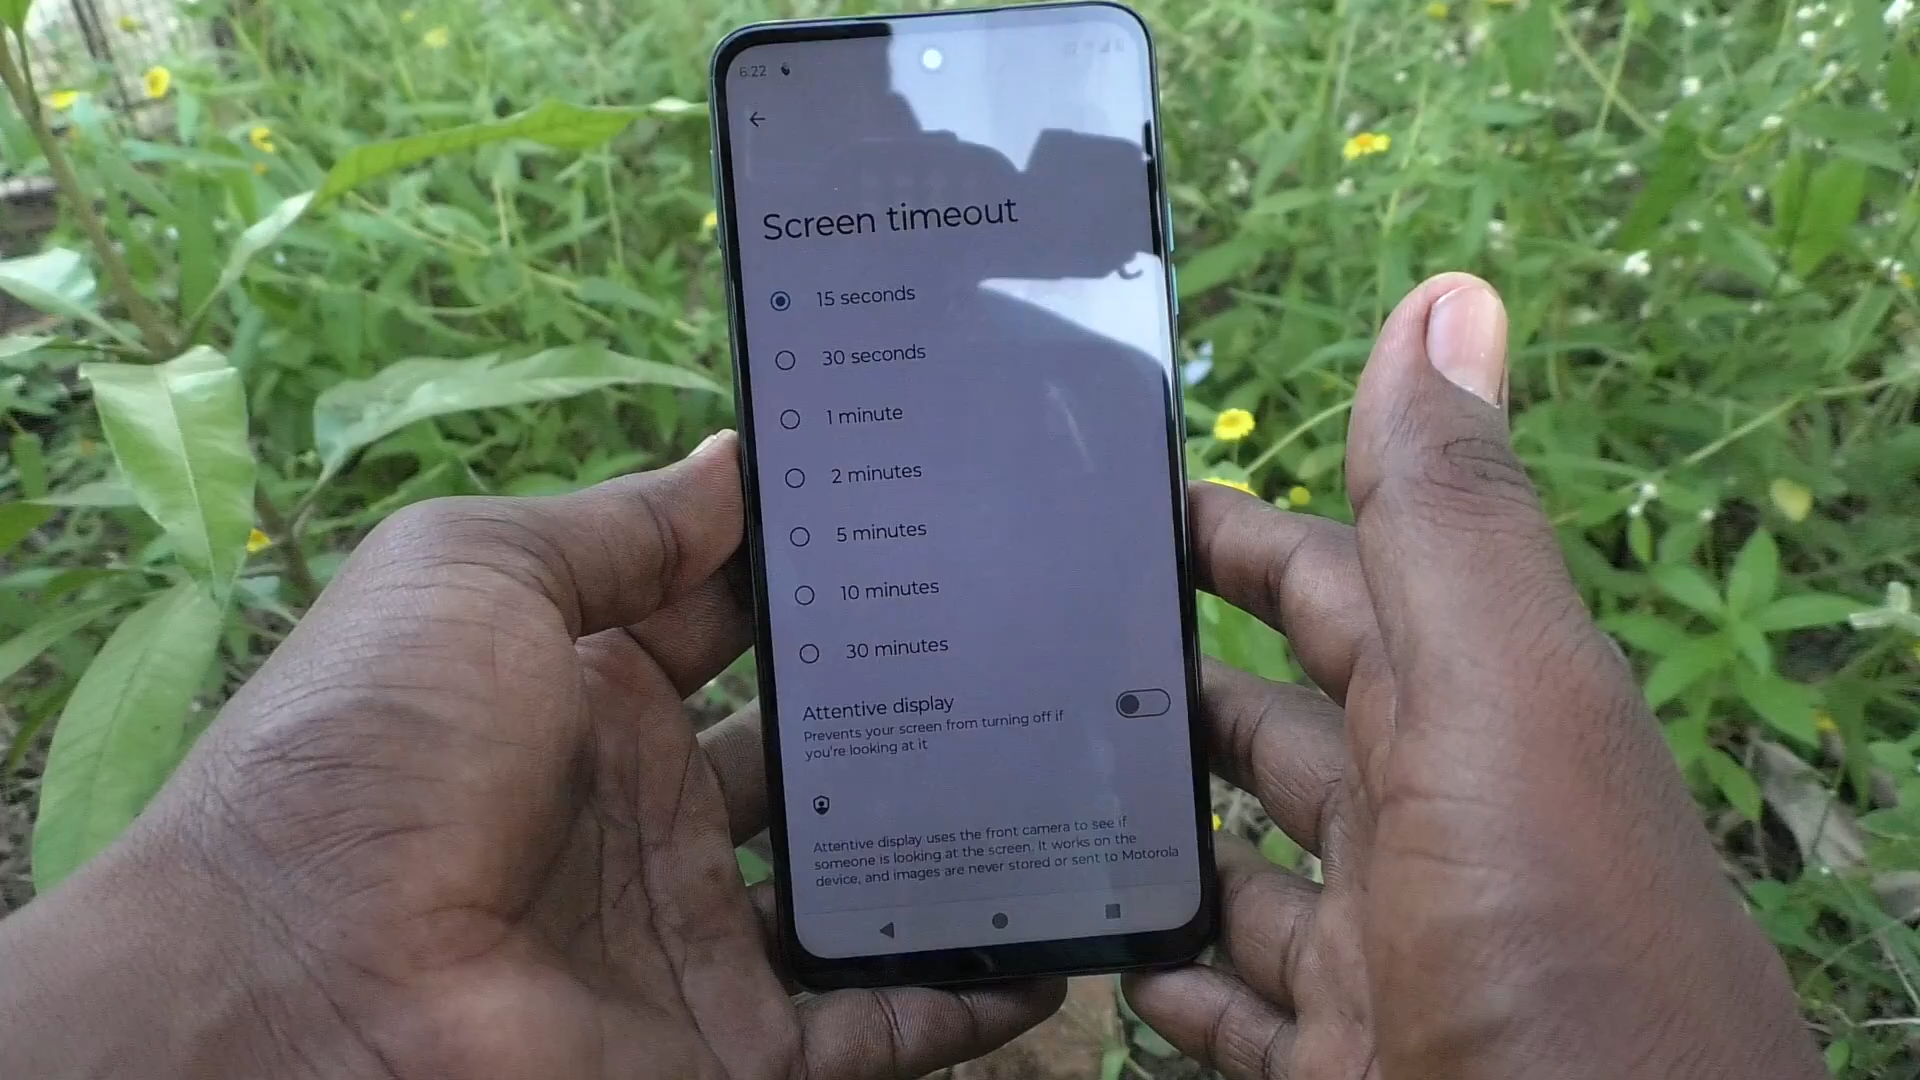 6:22
Screen timeout
15 seconds
30 seconds
1 minute
2 minutes
5 minutes
10 minutes
30 minutes
Attentive display
Prevents your screen from turning off if
you're looking at it
Attentive display uses the front camera to see if
someone is looking at the screen. It works on the
device, and images are never stored or sent to Motorola